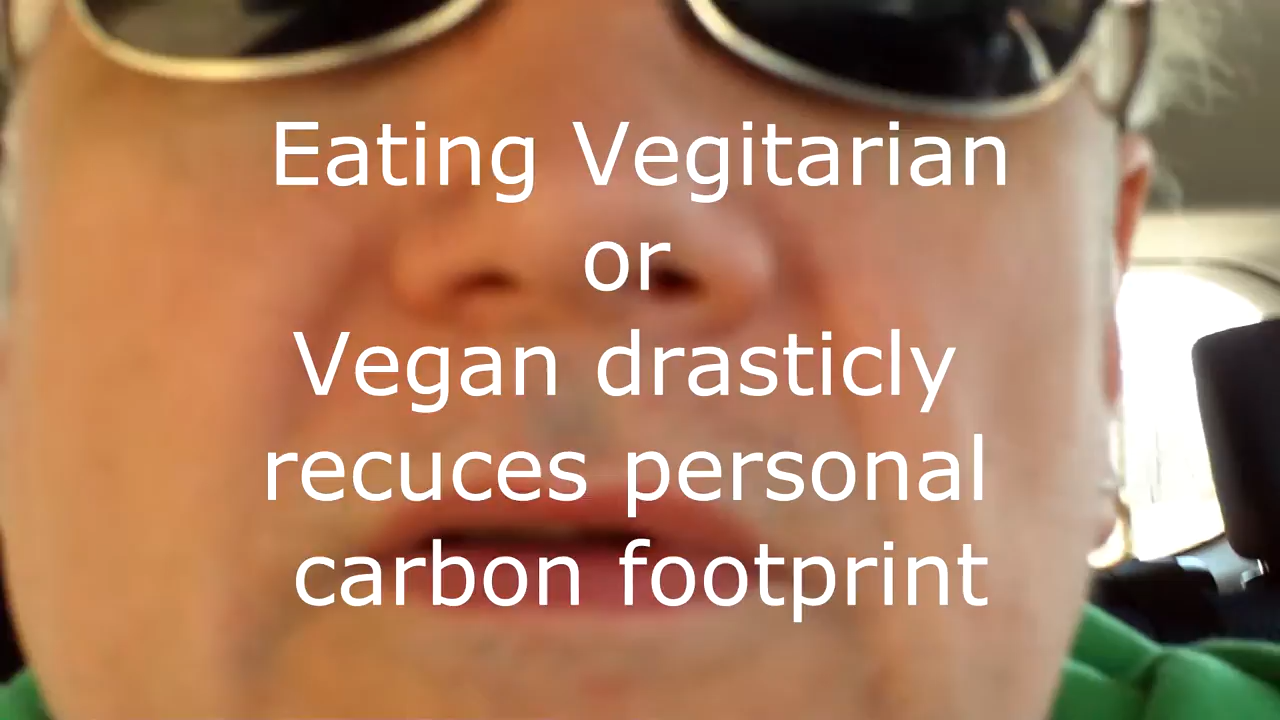 Eating Vegitarian
or
Vegan drasticly
recuces personal
carbon footprint